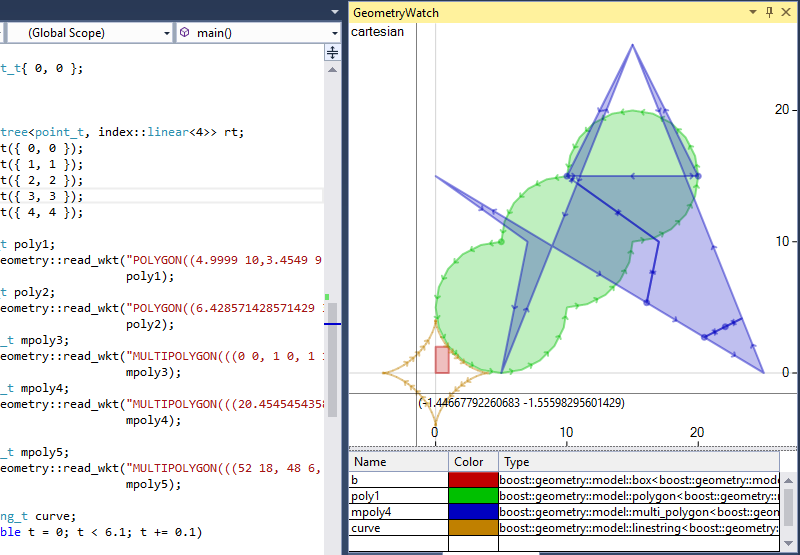 (Global Scope) main()
t_t{ 0, 0 };
tree<point_t, index::linear<4>> rt;
t({ 0, 0 });
t({ 1, 1 });
t({ 2, 2 });
t({ 3, 3 });
t({ 4, 4 });
t poly1;
eometry::read_wkt("POLYGON((4.9999 10,3.4549 9
poly1);
t poly2;
eometry::read_wkt("POLYGON((6.428571428571429
poly2);
_t mpoly3;
eometry::read_wkt("MULTIPOLYGON(((0 0, 1 0, 1
mpoly3);
_t mpoly4;
eometry::read_wkt("MULTIPOLYGON(((20.454545435
mpoly4);
_t mpoly5;
eometry::read_wkt("MULTIPOLYGON(((52 18, 48 6,
mpoly5);
ng_t curve;
ble t = 0; t < 6.1; t += 0.1)
GeometryWatch
cartesian
20
10
0
(-1.44667792260683 -1.55598295601429)
0 10 20
Name Color Type
b boost::geometry::model::box<boost::geometry::mode
poly1 boost::geometry::model::polygon<boost::geometry::
mpoly4 boost::geometry::model::multi_polygon<boost::geon
curve boost::geometry::model::linestring<boost::geometry: